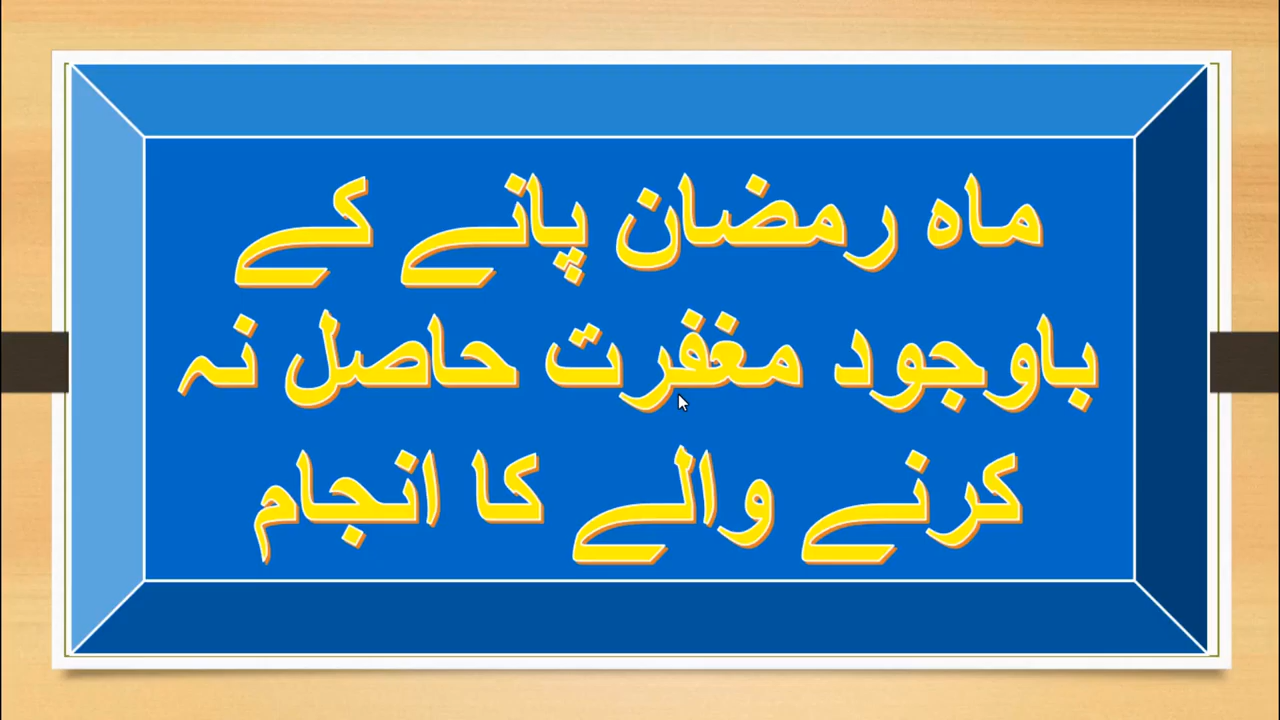 ماہ رمضان پانے کے
باوجود مغفرت حاصل نہ
کرنے والے کا انجام